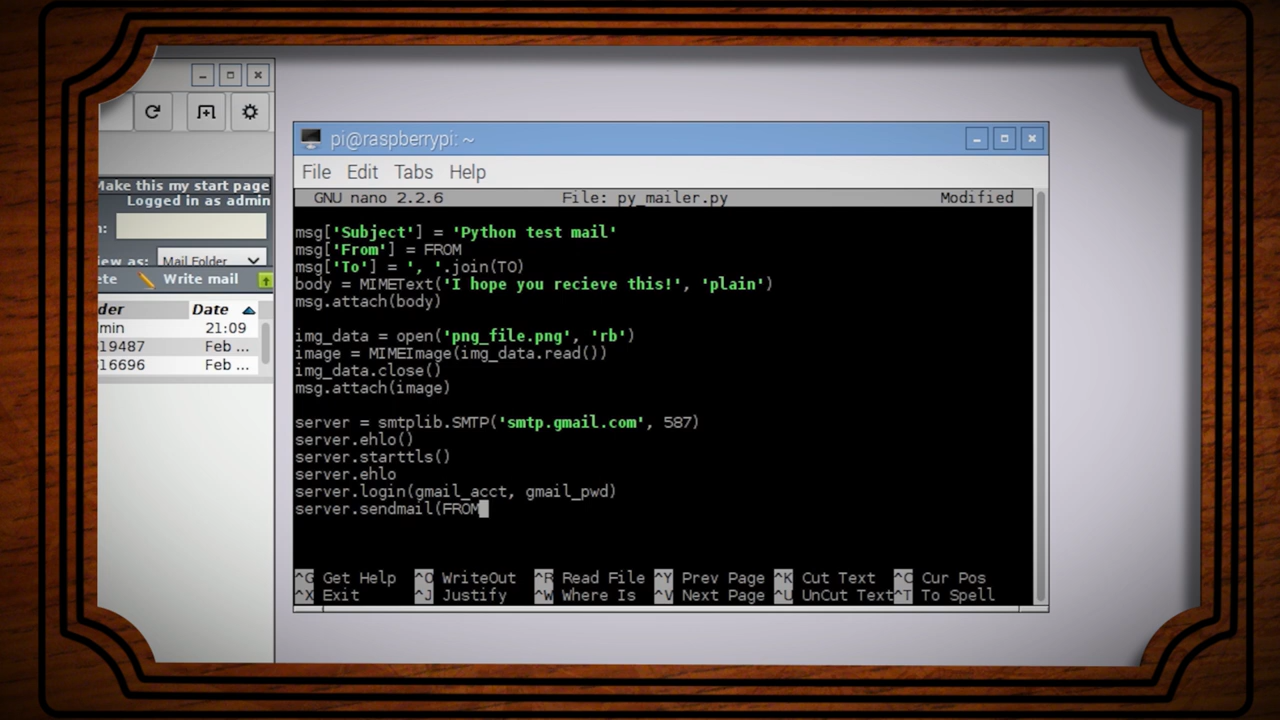 Make this my start page
Logged in as admin
n:
ew as: Mail Folder
ete Write mail
der Date
min 21:09
19487 Feb ...
16696 Feb ...
pi@raspberrypi: ~
File Edit Tabs Help
GNU nano 2.2.6 File: py_mailer.py Modified
msg['Subject'] = 'Python test mail'
msg['From'] = FROM
msg['To'] = ', '.join(TO)
body = MIMEText('I hope you recieve this!', 'plain')
msg.attach(body)
img_data = open('png_file.png', 'rb')
image = MIMEImage(img_data.read())
img_data.close()
msg.attach(image)
server = smtplib.SMTP('smtp.gmail.com', 587)
server.ehlo()
server.starttls()
server.ehlo
server.login(gmail_acct, gmail_pwd)
server.sendmail(FROM
^G Get Help ^O WriteOut ^R Read File ^Y Prev Page ^K Cut Text ^C Cur Pos
^X Exit ^J Justify ^W Where Is ^V Next Page ^U UnCut Text ^T To Spell